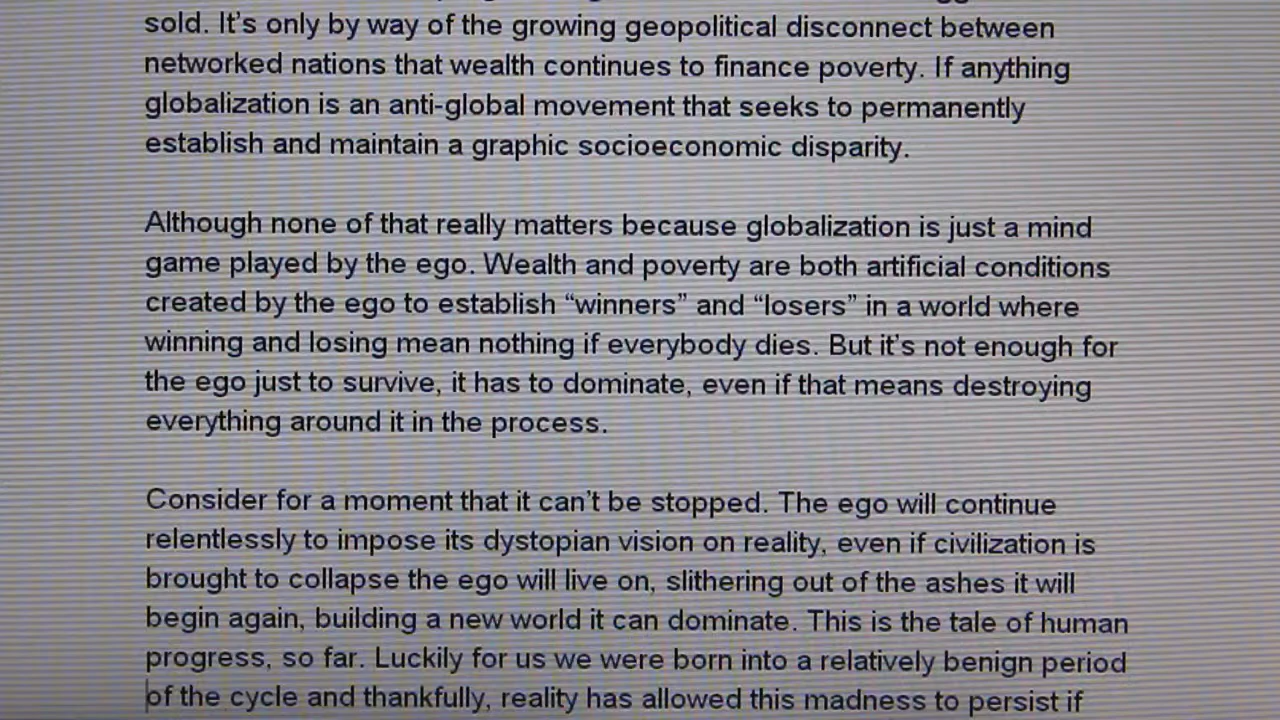 sold. It’s only by way of the growing geopolitical disconnect between
networked nations that wealth continues to finance poverty. If anything
globalization is an anti-global movement that seeks to permanently
establish and maintain a graphic socioeconomic disparity.
Although none of that really matters because globalization is just a mind
game played by the ego. Wealth and poverty are both artificial conditions
created by the ego to establish “winners” and “losers” in a world where
winning and losing mean nothing if everybody dies. But it’s not enough for
the ego just to survive, it has to dominate, even if that means destroying
everything around it in the process.
Consider for a moment that it can’t be stopped. The ego will continue
relentlessly to impose its dystopian vision on reality, even if civilization is
brought to collapse the ego will live on, slithering out of the ashes it will
begin again, building a new world it can dominate. This is the tale of human
progress, so far. Luckily for us we were born into a relatively benign period
of the cycle and thankfully, reality has allowed this madness to persist if